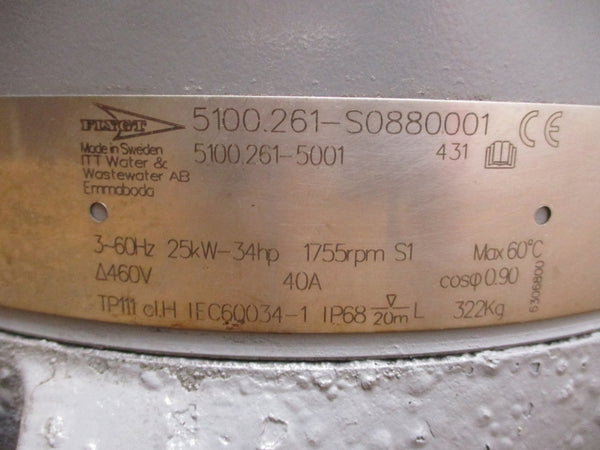 FLYGT
5100.261-S0880001
CE
Made in Sweden
ITT Water &
Wastewater AB
Emmaboda
5100.261-5001
431
3~60Hz 25kW-34hp 1755rpm S1 Max 60°C
Δ460V 40A cosφ 0.90
TP111 cl.H IEC60034-1 IP68 ∇/20m L 322Kg
6306800